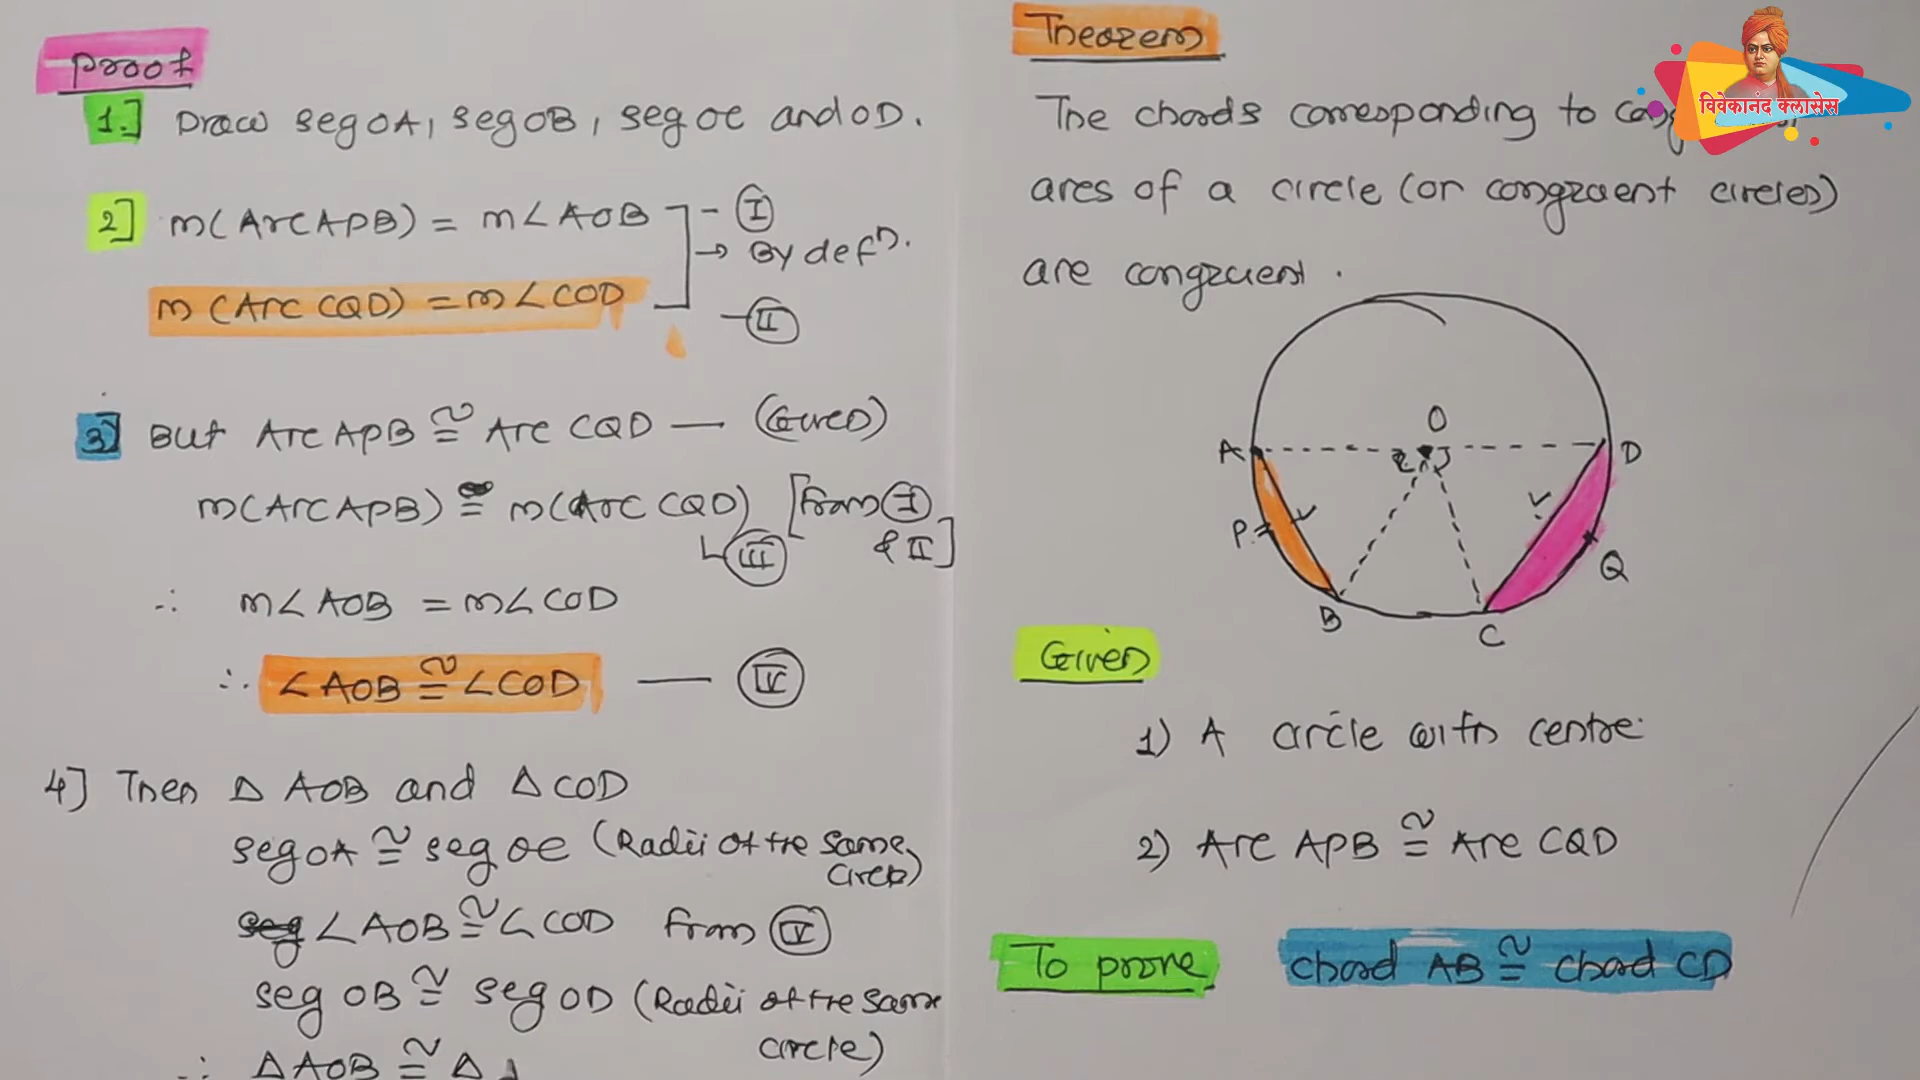 Proof
1.] Draw seg OA, seg OB, seg OC and OD.
2] m(Arc APB) = m∠AOB - I
→ By defn.
m(Arc CQD) = m∠COD - II
3] But Arc APB ≅ Arc CQD — (Given)
m(Arc APB) = m(Arc CQD) [from I & II]
III
∴ m∠AOB = m∠COD
∴ ∠AOB ≅ ∠COD — IV
4] Then △ AOB and △ COD
seg OA ≅ seg OC (Radii of the same circle)
∠AOB ≅ ∠COD from IV
seg OB ≅ seg OD (Radii of the same circle)
∴ △AOB ≅ △
Theorem
The chords corresponding to
arcs of a circle (or congruent circles)
are congruent.
O
A
D
P
Q
B
C
Given
1) A circle with centre
2) Arc APB ≅ Arc CQD
To prove chord AB ≅ chord CD
विवेकानंद क्लासेस